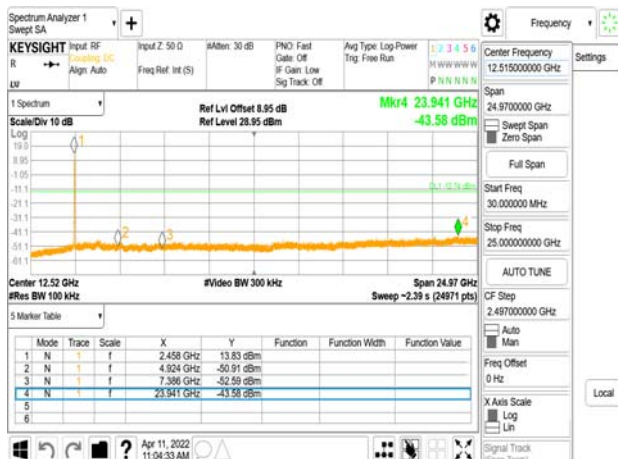 Spectrum Analyzer 1
Swept SA
Frequency
KEYSIGHT
Input: RF
Coupling: DC
Align: Auto
Input Z: 50 Ω
Freq Ref: Int (S)
#Atten: 30 dB
PNO: Fast
Gate: Off
IF Gain: Low
Sig Track: Off
Avg Type: Log-Power
Trig: Free Run
1 2 3 4 5 6
M W W W W W
P N N N N N
R
LV
Center Frequency
12.515000000 GHz
Settings
1 Spectrum
Scale/Div 10 dB
Ref Lvl Offset 8.95 dB
Ref Level 28.95 dBm
Mkr4 23.941 GHz
-43.58 dBm
Log
19.0
8.95
-1.05
-11.1
-21.1
-31.1
-41.1
-51.1
-61.1
1
2
3
4
Span
24.9700000 GHz
Swept Span
Zero Span
Full Span
Start Freq
30.000000 MHz
Stop Freq
25.000000000 GHz
AUTO TUNE
Center 12.52 GHz
#Res BW 100 kHz
#Video BW 300 kHz
Span 24.97 GHz
Sweep ~2.39 s (24971 pts)
CF Step
2.497000000 GHz
Auto
Man
Freq Offset
0 Hz
X Axis Scale
Log
Lin
Local
5 Marker Table
Mode Trace Scale X Y Function Function Width Function Value
1 N 1 f 2.458 GHz 13.83 dBm
2 N 1 f 4.924 GHz -50.91 dBm
3 N 1 f 7.386 GHz -52.59 dBm
4 N 1 f 23.941 GHz -43.58 dBm
5
6
Signal Track
Apr 11, 2022
11:04:33 AM